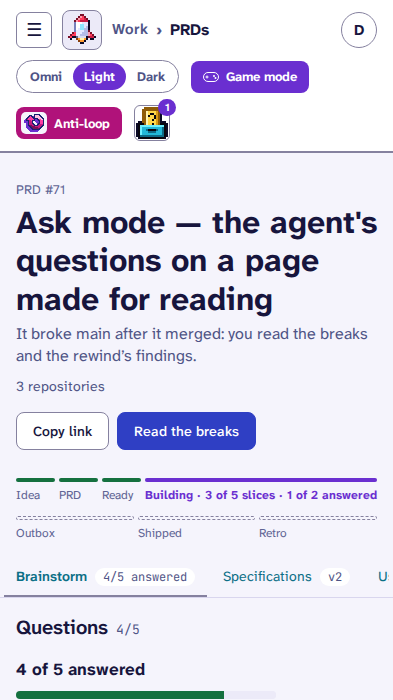 Work › PRDs
D
Omni Light Dark
Game mode
Anti-loop
1
PRD #71
Ask mode — the agent's
questions on a page
made for reading
It broke main after it merged: you read the breaks
and the rewind's findings.
3 repositories
Copy link
Read the breaks
Idea PRD Ready Building · 3 of 5 slices · 1 of 2 answered
Outbox Shipped Retro
Brainstorm 4/5 answered Specifications v2
Questions 4/5
4 of 5 answered